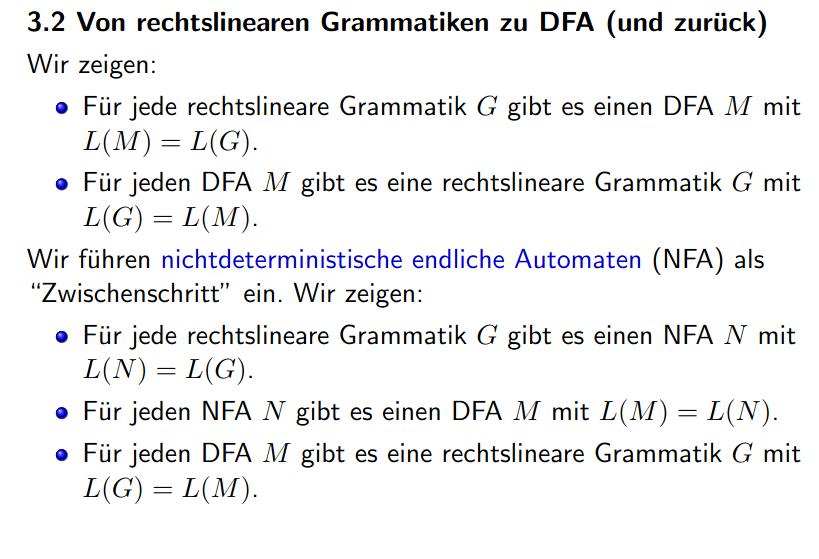 3.2 Von rechtslinearen Grammatiken zu DFA (und zurück)
Wir zeigen:
Für jede rechtslineare Grammatik G gibt es einen DFA M mit
L(M) = L(G).
Für jeden DFA M gibt es eine rechtslineare Grammatik G mit
L(G) = L(M).
Wir führen nichtdeterministische endliche Automaten (NFA) als
“Zwischenschritt” ein. Wir zeigen:
Für jede rechtslineare Grammatik G gibt es einen NFA N mit
L(N) = L(G).
Für jeden NFA N gibt es einen DFA M mit L(M) = L(N).
Für jeden DFA M gibt es eine rechtslineare Grammatik G mit
L(G) = L(M).